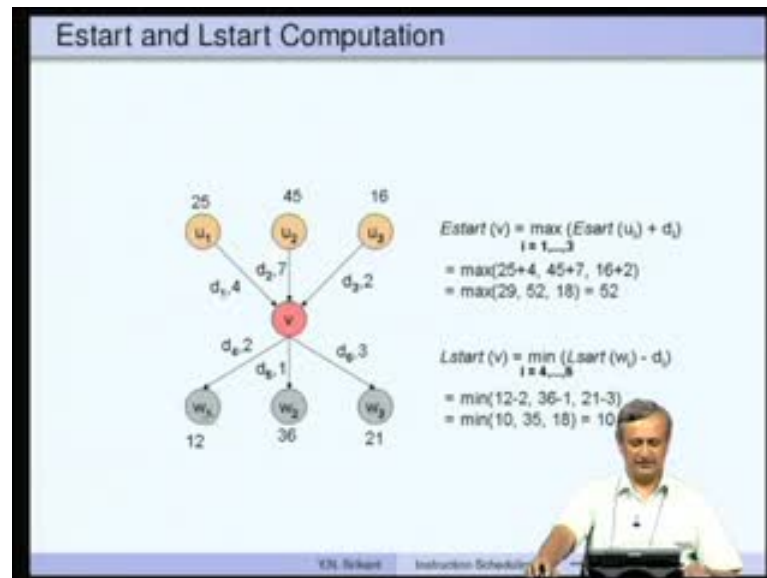 Estart and Lstart Computation
25 45 16
u₁ u₂ u₃
d₁,4 d₂,7 d₃,2
v
d₄,2 d₅,1 d₆,3
w₁ w₂ w₃
12 36 21
Estart (v) = max (Esart (uᵢ) + dᵢ)
i = 1,...,3
= max(25+4, 45+7, 16+2)
= max(29, 52, 18) = 52
Lstart (v) = min (Lsart (wᵢ) - dᵢ)
i = 4,...,6
= min(12-2, 36-1, 21-3)
= min(10, 35, 18) = 10
Y.N. Srikant Instruction Scheduling